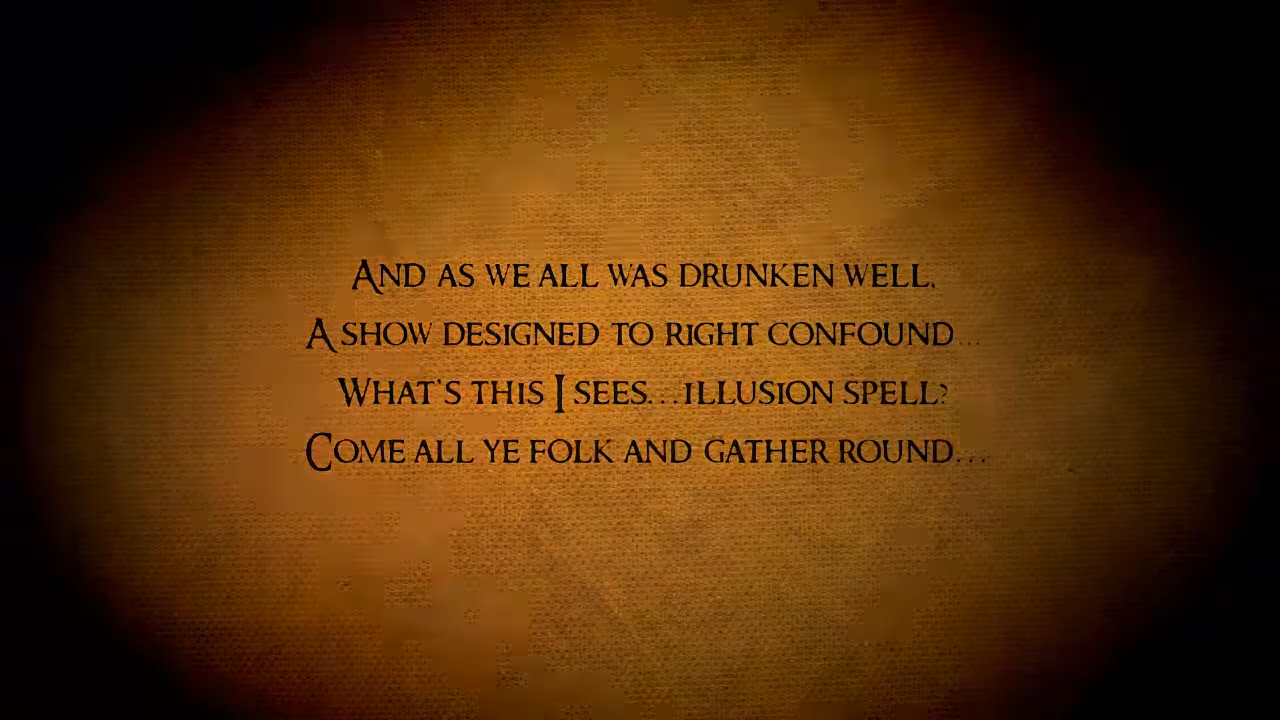 And as we all was drunken well,
A show designed to right confound...
What's this I sees...illusion spell?
Come all ye folk and gather round...